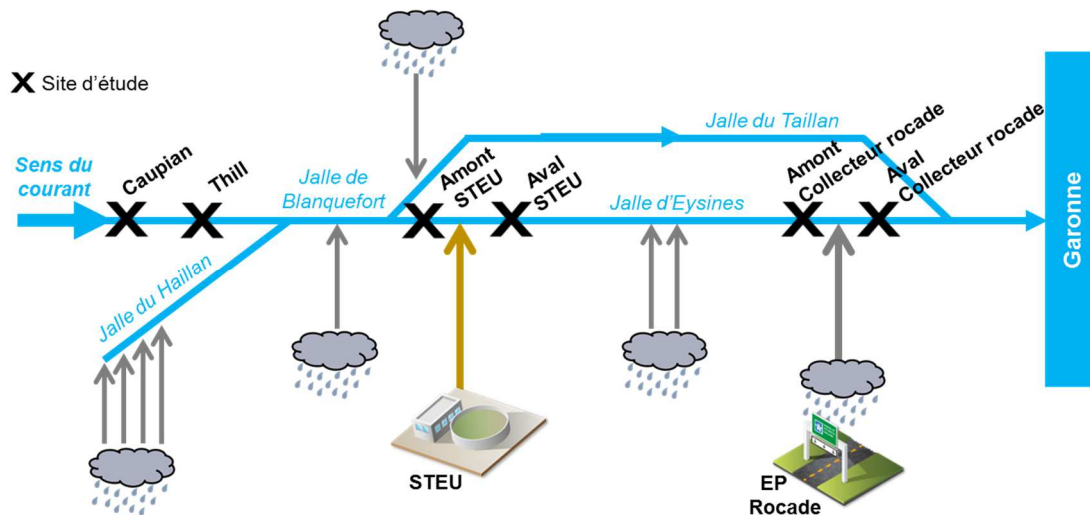 Site d'étude
Sens du
courant
Caupian
Thill
Jalle de
Blanquefort
Amont
STEU
Aval
STEU
Jalle du Taillan
Jalle d'Eysines
Amont
Collecteur rocade
Aval
Collecteur rocade
Garonne
Jalle du Haillan
STEU
EP
Rocade